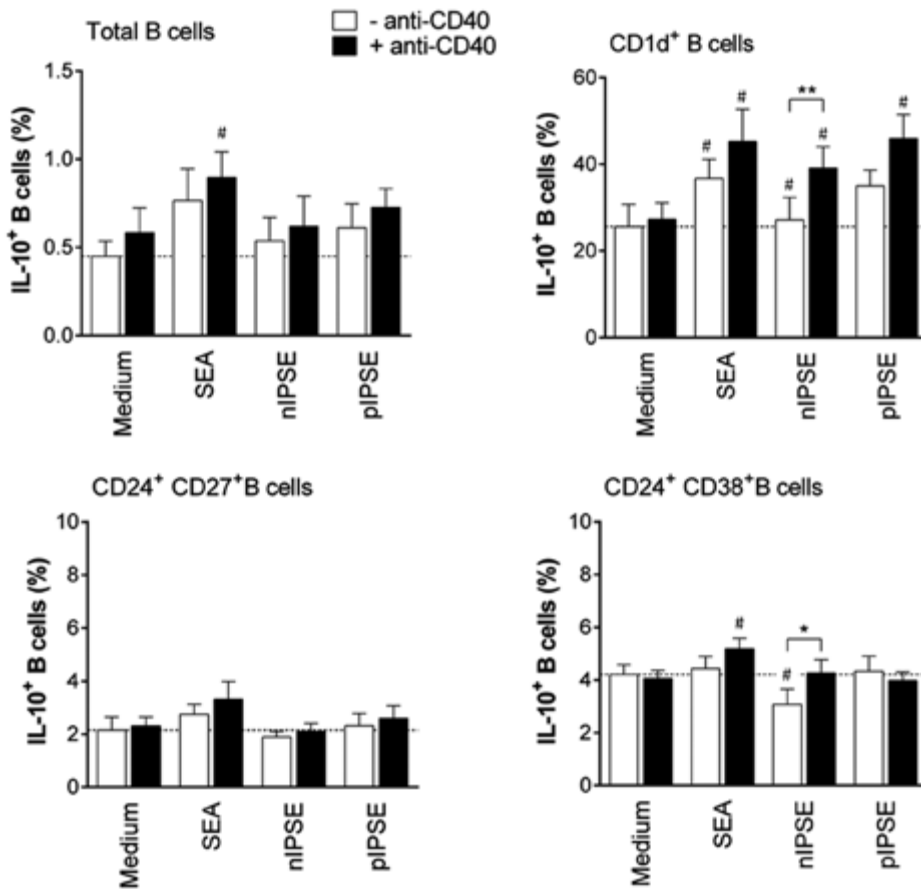 Total B cells
- anti-CD40
+ anti-CD40
IL-10⁺ B cells (%)
1.5
1.0
0.5
0.0
#
Medium
SEA
nIPSE
pIPSE
CD1d⁺ B cells
IL-10⁺ B cells (%)
60
40
20
0
# # # ** # #
Medium
SEA
nIPSE
pIPSE
CD24⁺ CD27⁺B cells
IL-10⁺ B cells (%)
10
8
6
4
2
0
Medium
SEA
nIPSE
pIPSE
CD24⁺ CD38⁺B cells
IL-10⁺ B cells (%)
10
8
6
4
2
0
# # *
Medium
SEA
nIPSE
pIPSE